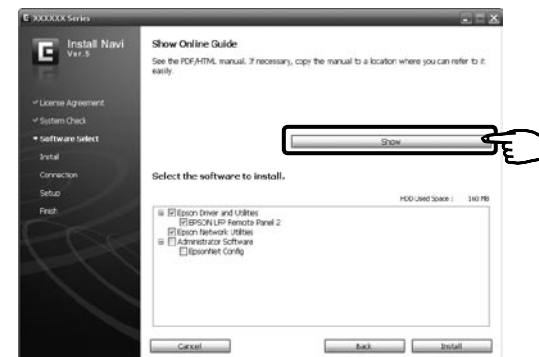 E XXXXXX Series
E
Install Navi
Ver.5
License Agreement
System Check
Software Select
Install
Connection
Setup
Finish
Show Online Guide
See the PDF/HTML manual. If necessary, copy the manual to a location where you can refer to it
easily.
Show
Select the software to install.
HDD Used Space : 160 MB
Epson Driver and Utilities
EPSON LFP Remote Panel 2
Epson Network Utilities
Administrator Software
EpsonNet Config
Cancel
Back
Install